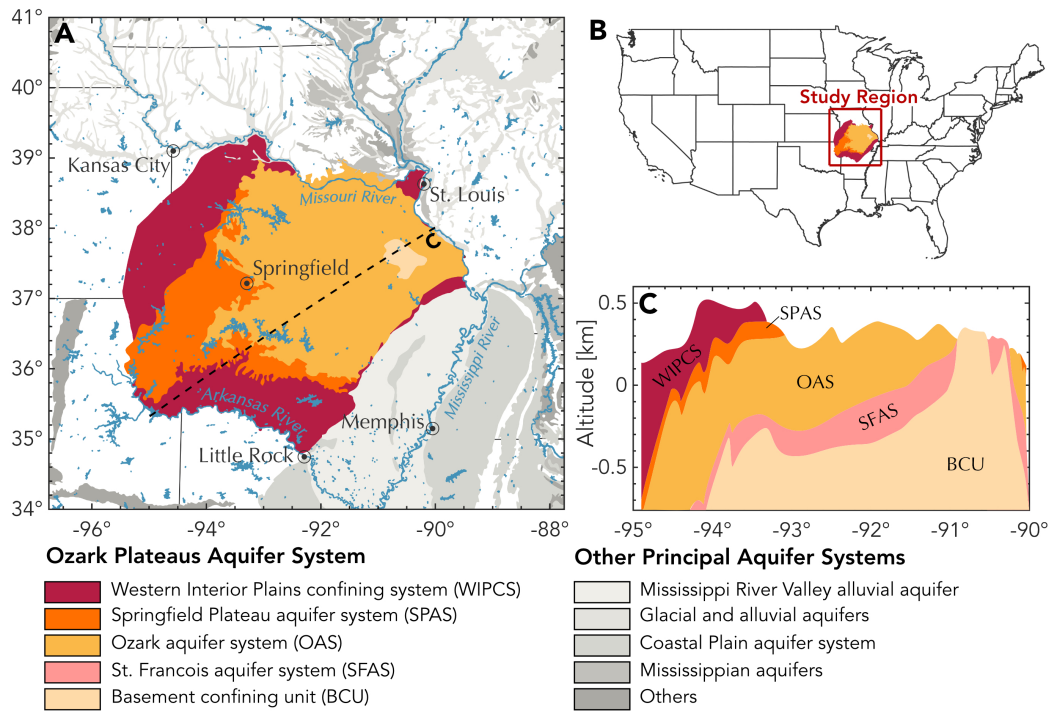 A
41°
40°
39°
38°
37°
36°
35°
34°
-96
-94
-92
-90
-88°
Kansas City
Missouri River
St. Louis
C
Springfield
Mississippi River
Arkansas River
Memphis
Little Rock
B
Study Region
C
Altitude [km]
0.5
0
-0.5
-95°
-94
-93
-92
-91
-90°
WIPCS
SPAS
OAS
SFAS
BCU
Ozark Plateaus Aquifer System
Western Interior Plains confining system (WIPCS)
Springfield Plateau aquifer system (SPAS)
Ozark aquifer system (OAS)
St. Francois aquifer system (SFAS)
Basement confining unit (BCU)
Other Principal Aquifer Systems
Mississippi River Valley alluvial aquifer
Glacial and alluvial aquifers
Coastal Plain aquifer system
Mississippian aquifers
Others